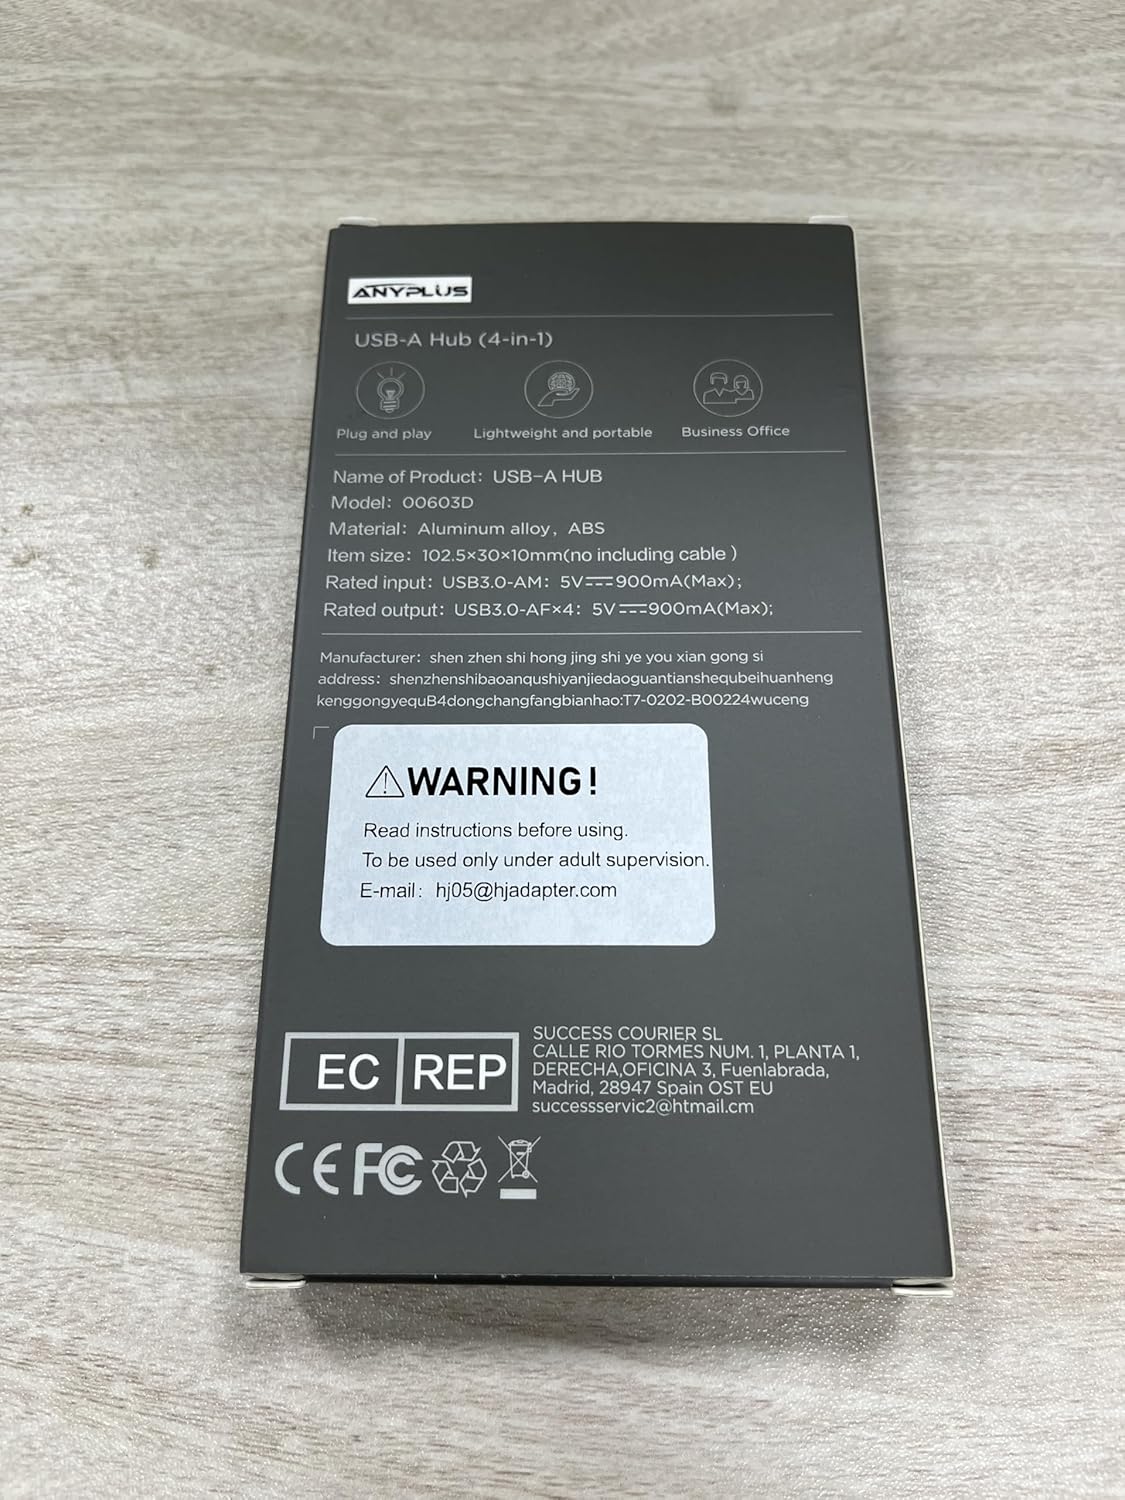 ANYPLUS
USB-A Hub (4-in-1)
Plug and play
Lightweight and portable
Business Office
Name of Product: USB-A HUB
Model: 00603D
Material: Aluminum alloy, ABS
Item size: 102.5×30×10mm(no including cable )
Rated input: USB3.0-AM: 5V⎓900mA(Max);
Rated output: USB3.0-AF×4: 5V⎓900mA(Max);
Manufacturer: shen zhen shi hong jing shi ye you xian gong si
address: shenzhenshibaoanqushiyanjiedaoguantianshequbeihuanheng
kenggongyequB4dongchangfangbianhao:T7-0202-B00224wuceng
⚠WARNING!
Read instructions before using.
To be used only under adult supervision.
E-mail: hj05@hjadapter.com
EC REP
SUCCESS COURIER SL
CALLE RIO TORMES NUM. 1, PLANTA 1,
DERECHA,OFICINA 3, Fuenlabrada,
Madrid, 28947 Spain OST EU
successservic2@htmail.cm
CE FC